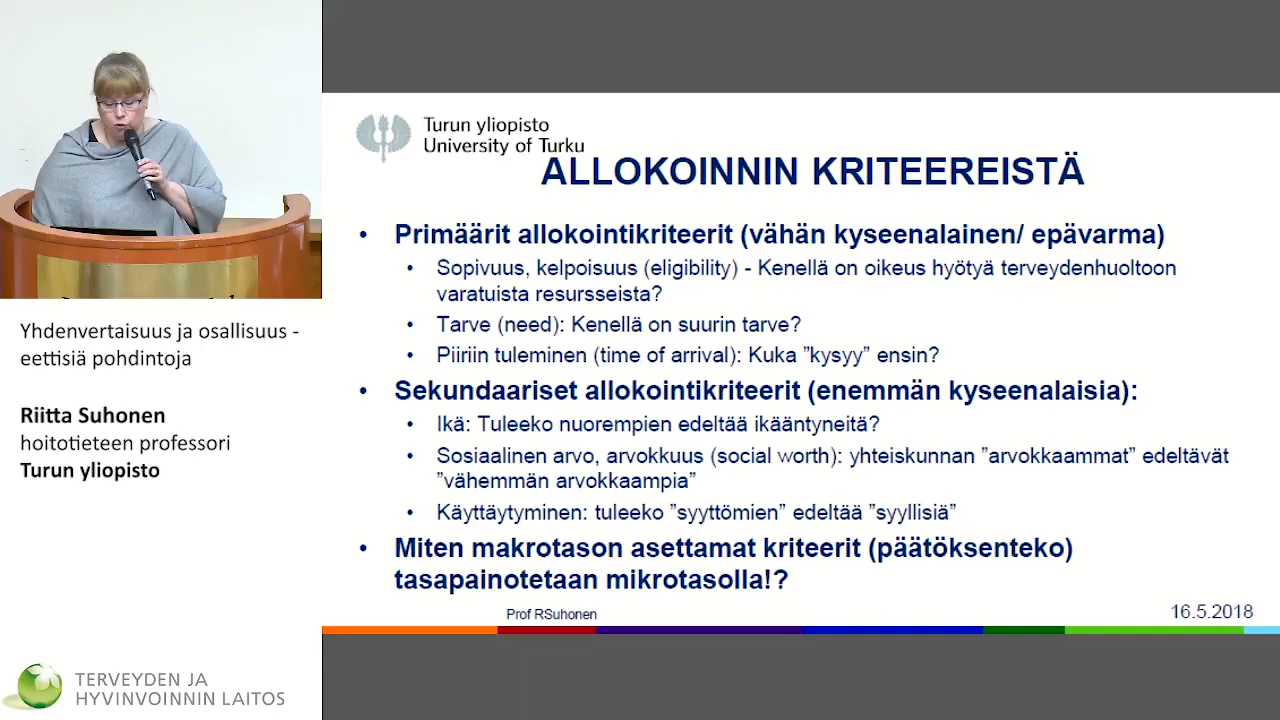 Turun yliopisto
University of Turku
ALLOKOINNIN KRITEEREISTÄ
• Primäärit allokointikriteerit (vähän kyseenalainen/ epävarma)
• Sopivuus, kelpoisuus (eligibility) - Kenellä on oikeus hyötyä terveydenhuoltoon
varatuista resursseista?
• Tarve (need): Kenellä on suurin tarve?
• Piiriin tuleminen (time of arrival): Kuka ”kysyy” ensin?
• Sekundaariset allokointikriteerit (enemmän kyseenalaisia):
• Ikä: Tuleeko nuorempien edeltää ikääntyneitä?
• Sosiaalinen arvo, arvokkuus (social worth): yhteiskunnan ”arvokkaammat” edeltävät
”vähemmän arvokkaampia”
• Käyttäytyminen: tuleeko ”syyttömien” edeltää ”syyllisiä”
• Miten makrotason asettamat kriteerit (päätöksenteko)
tasapainotetaan mikrotasolla!?
Prof RSuhonen
16.5.2018
Yhdenvertaisuus ja osallisuus -
eettisiä pohdintoja
Riitta Suhonen
hoitotieteen professori
Turun yliopisto
TERVEYDEN JA
HYVINVOINNIN LAITOS